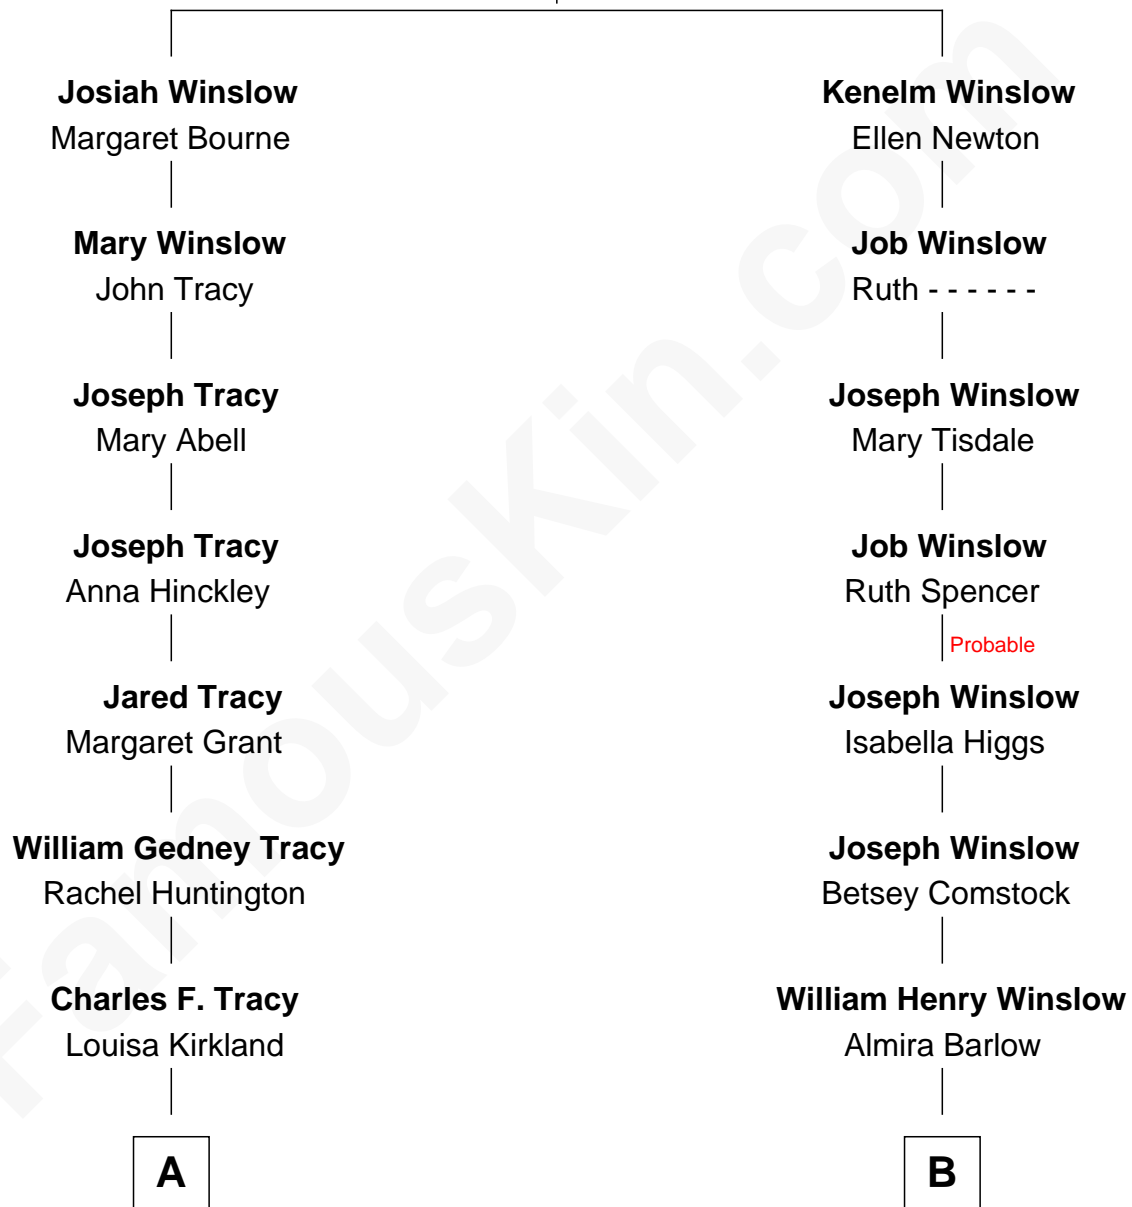 Josiah Winslow
Margaret Bourne
Mary Winslow
John Tracy
Joseph Tracy
Mary Abell
Joseph Tracy
Anna Hinckley
Jared Tracy
Margaret Grant
William Gedney Tracy
Rachel Huntington
Charles F. Tracy
Louisa Kirkland
A
Kenelm Winslow
Ellen Newton
Job Winslow
Ruth - - - - - -
Joseph Winslow
Mary Tisdale
Job Winslow
Ruth Spencer
Probable
Joseph Winslow
Isabella Higgs
Joseph Winslow
Betsey Comstock
William Henry Winslow
Almira Barlow
B
FamousKin.com